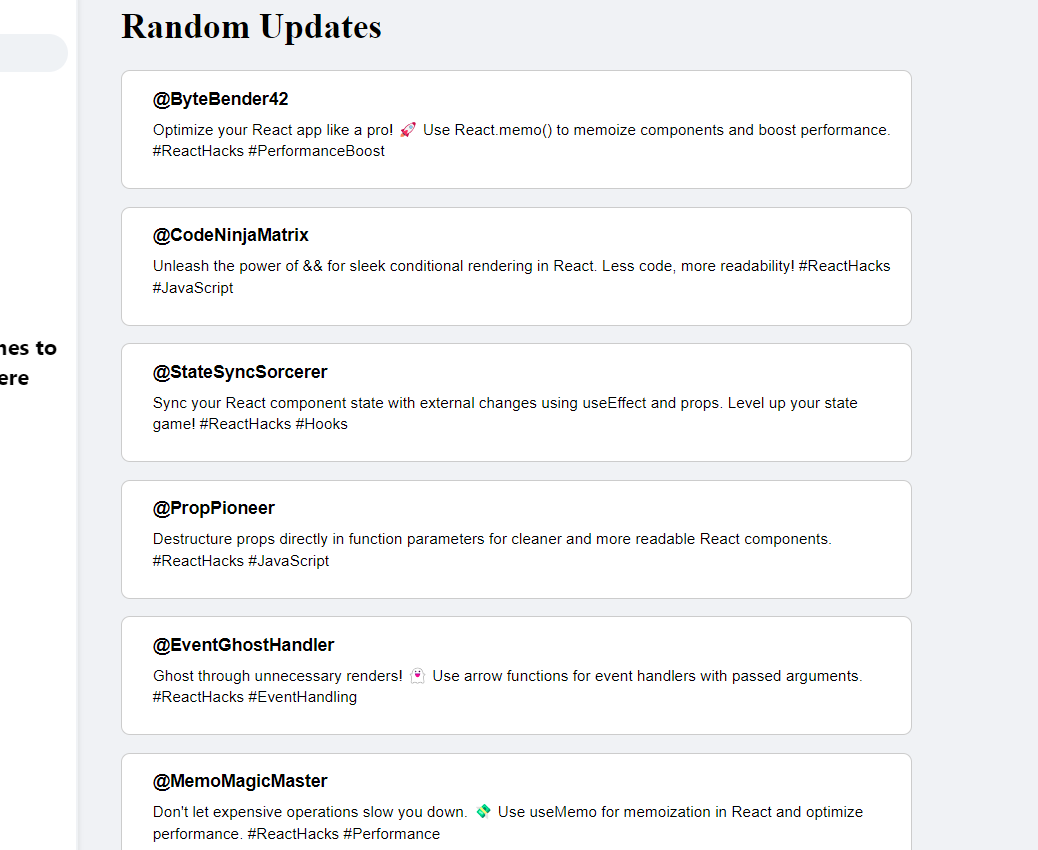 Random Updates
@ByteBender42
Optimize your React app like a pro! 🚀 Use React.memo() to memoize components and boost performance.
#ReactHacks #PerformanceBoost
@CodeNinjaMatrix
Unleash the power of && for sleek conditional rendering in React. Less code, more readability! #ReactHacks
#JavaScript
nes to
ere
@StateSyncSorcerer
Sync your React component state with external changes using useEffect and props. Level up your state
game! #ReactHacks #Hooks
@PropPioneer
Destructure props directly in function parameters for cleaner and more readable React components.
#ReactHacks #JavaScript
@EventGhostHandler
Ghost through unnecessary renders! 👻 Use arrow functions for event handlers with passed arguments.
#ReactHacks #EventHandling
@MemoMagicMaster
Don't let expensive operations slow you down. 💸 Use useMemo for memoization in React and optimize
performance. #ReactHacks #Performance